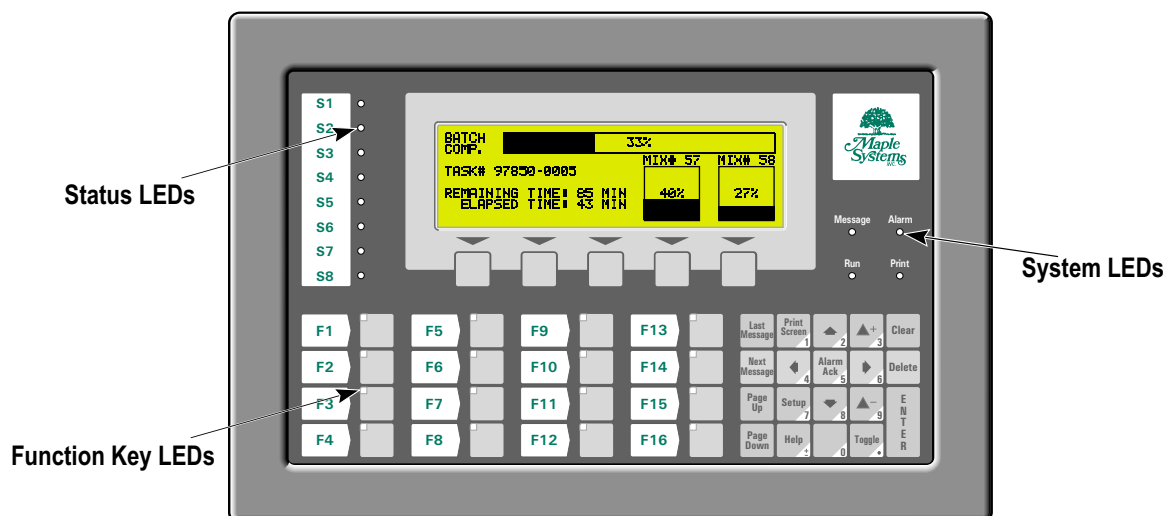 S1
S2
S3
S4
S5
S6
S7
S8
Status LEDs
BATCH COMP. 33%
TASK# 97850-0005
MIX# 57 MIX# 58
40% 27%
REMAINING TIME: 85 MIN
ELAPSED TIME: 43 MIN
Maple
Systems
INC.
Message Alarm
Run Print
System LEDs
F1 F5 F9 F13
F2 F6 F10 F14
F3 F7 F11 F15
F4 F8 F12 F16
Function Key LEDs
Last Message Print Screen 1 2 + 3 Clear
Next Message 4 Alarm Ack 5 6 Delete
Page Up Setup 7 8 − 9
Page Down Help ± 0 Toggle •
ENTER